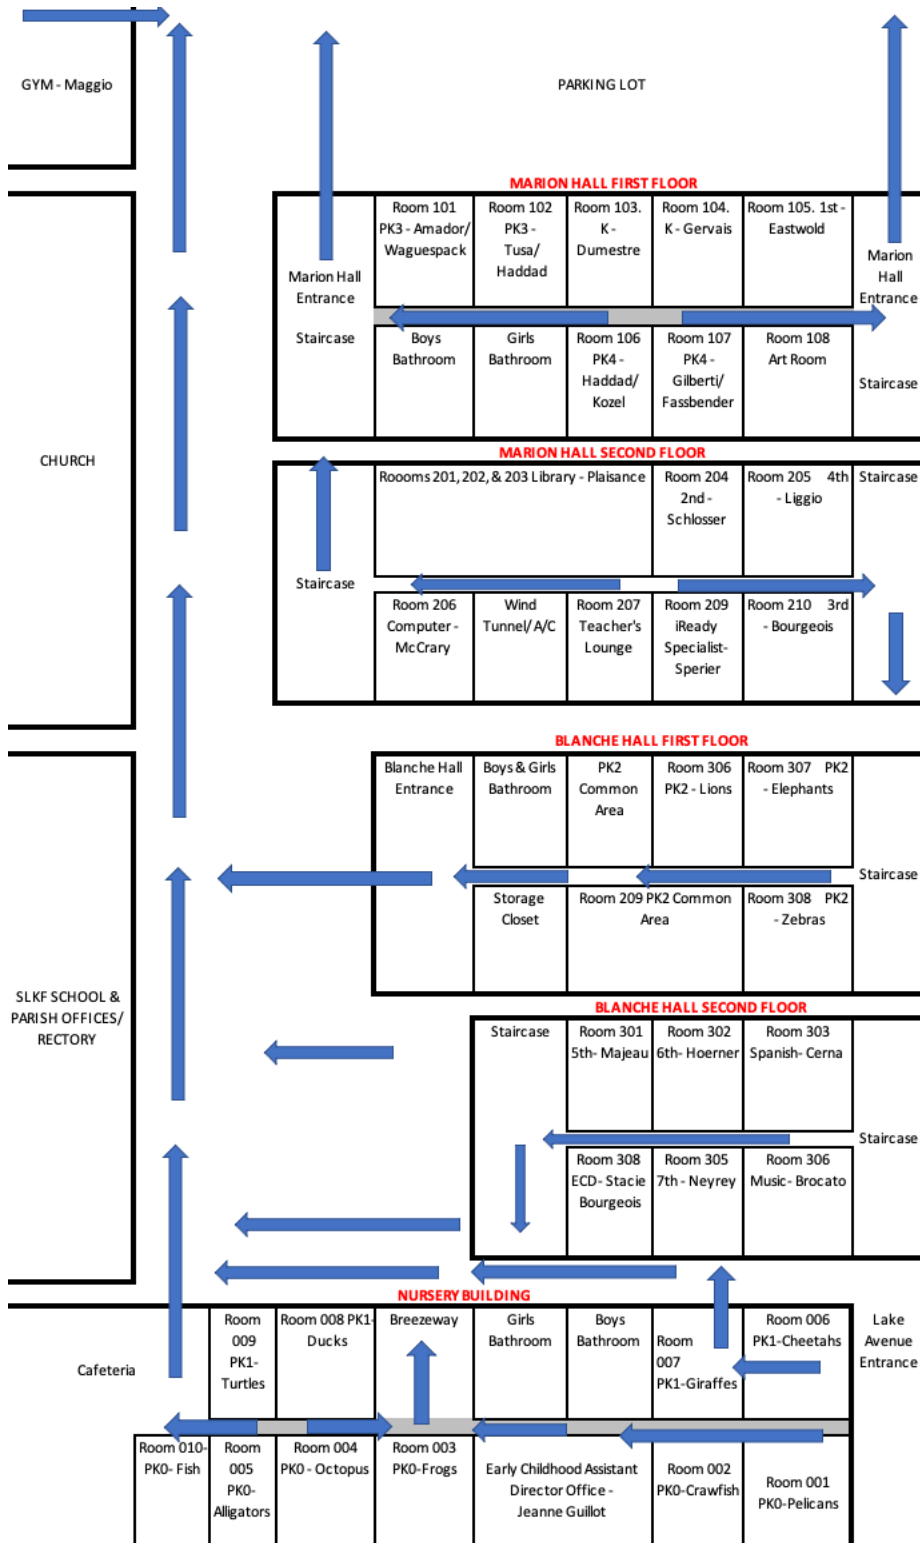 GYM - Maggio
PARKING LOT
MARION HALL FIRST FLOOR
Room 101
PK3 - Amador/
Waguespack
Room 102
PK3 -
Tusa/
Haddad
Room 103.
K -
Dumestre
Room 104.
K - Gervais
Room 105. 1st -
Eastwold
Marion Hall
Entrance
Marion
Hall
Entrance
Staircase
Boys
Bathroom
Girls
Bathroom
Room 106
PK4 -
Haddad/
Kozel
Room 107
PK4 -
Gilberti/
Fassbender
Room 108
Art Room
Staircase
CHURCH
MARION HALL SECOND FLOOR
Roooms 201, 202, & 203 Library - Plaisance
Room 204
2nd -
Schlosser
Room 205 4th
- Liggio
Staircase
Staircase
Room 206
Computer -
McCrary
Wind
Tunnel/ A/C
Room 207
Teacher's
Lounge
Room 209
iReady
Specialist-
Sperier
Room 210 3rd
- Bourgeois
BLANCHE HALL FIRST FLOOR
Blanche Hall
Entrance
Boys & Girls
Bathroom
PK2
Common
Area
Room 306
PK2 - Lions
Room 307 PK2
- Elephants
Staircase
Storage
Closet
Room 209 PK2 Common
Area
Room 308 PK2
- Zebras
SLKF SCHOOL &
PARISH OFFICES/
RECTORY
BLANCHE HALL SECOND FLOOR
Staircase
Room 301
5th- Majeau
Room 302
6th- Hoerner
Room 303
Spanish- Cerna
Staircase
Room 308
ECD- Stacie
Bourgeois
Room 305
7th - Neyrey
Room 306
Music- Brocato
NURSERY BUILDING
Cafeteria
Room
009
PK1-
Turtles
Room 008 PK1-
Ducks
Breezeway
Girls
Bathroom
Boys
Bathroom
Room
007
PK1-Giraffes
Room 006
PK1-Cheetahs
Lake
Avenue
Entrance
Room 010-
PK0- Fish
Room
005
PK0-
Alligators
Room 004
PK0 - Octopus
Room 003
PK0-Frogs
Early Childhood Assistant
Director Office -
Jeanne Guillot
Room 002
PK0-Crawfish
Room 001
PK0-Pelicans